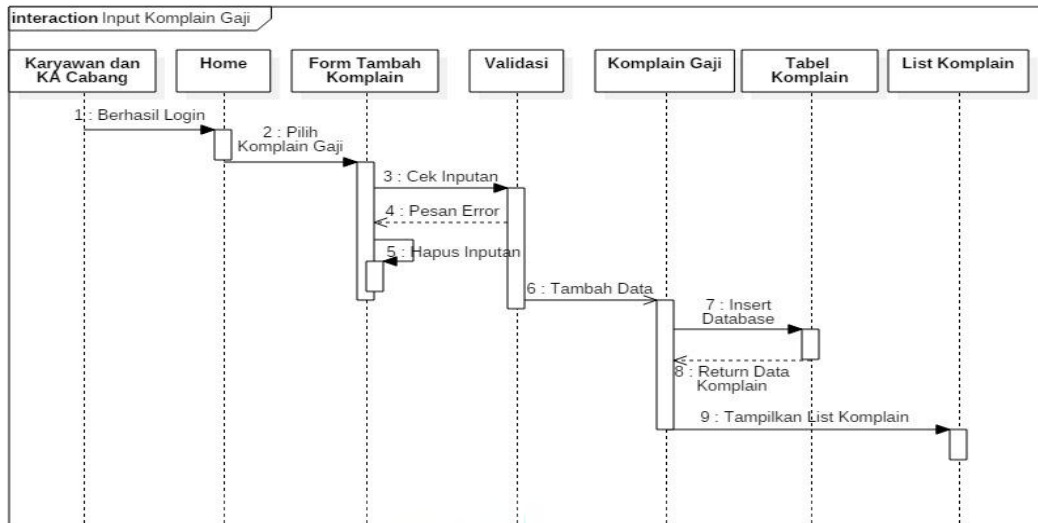 interaction Input Komplain Gaji
Karyawan dan
KA Cabang
Home
Form Tambah
Komplain
Validasi
Komplain Gaji
Tabel
Komplain
List Komplain
1 : Berhasil Login
2 : Pilih
Komplain Gaji
3 : Cek Inputan
4 : Pesan Error
5 : Hapus Inputan
6 : Tambah Data
7 : Insert
Database
8 : Return Data
Komplain
9 : Tampilkan List Komplain